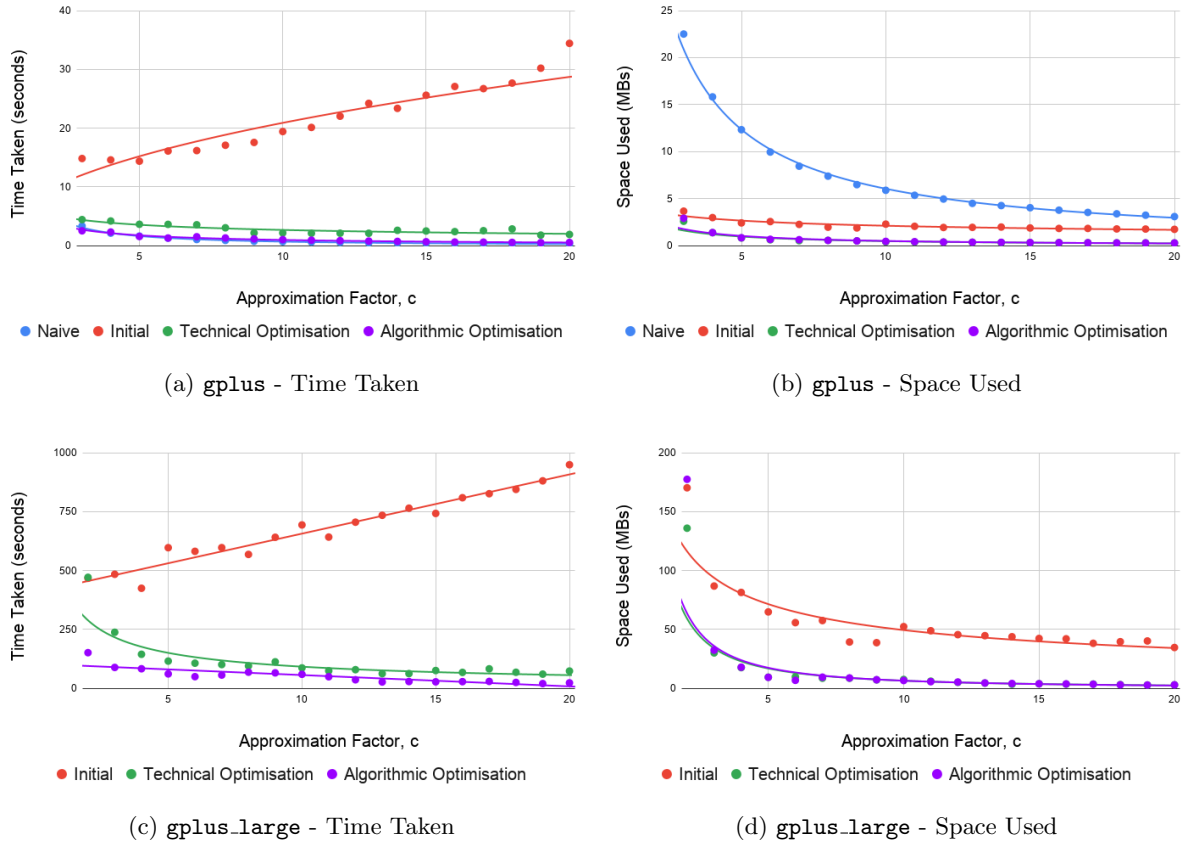 40
30
20
10
0
5
10
15
20
Time Taken (seconds)
Approximation Factor, c
Naive Initial Technical Optimisation Algorithmic Optimisation
(a) gplus - Time Taken
25
20
15
10
5
0
5
10
15
20
Space Used (MBs)
Approximation Factor, c
Naive Initial Technical Optimisation Algorithmic Optimisation
(b) gplus - Space Used
1000
750
500
250
0
5
10
15
20
Time Taken (seconds)
Approximation Factor, c
Initial Technical Optimisation Algorithmic Optimisation
(c) gplus_large - Time Taken
200
150
100
50
0
5
10
15
20
Space Used (MBs)
Approximation Factor, c
Initial Technical Optimisation Algorithmic Optimisation
(d) gplus_large - Space Used